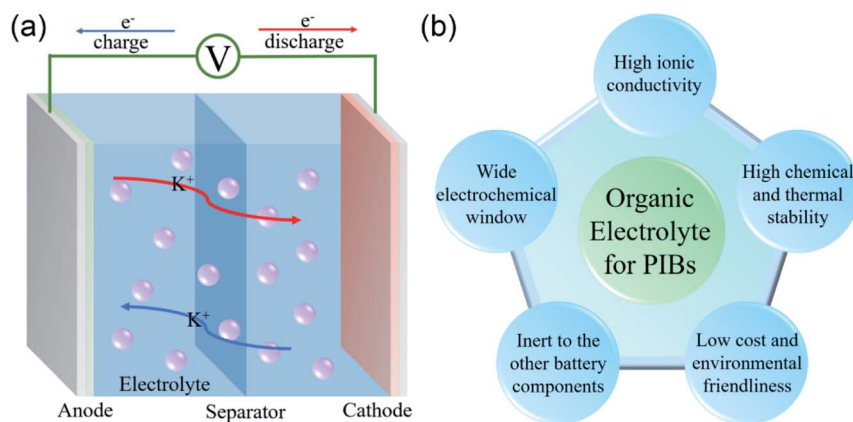 (a)
e⁻
charge
e⁻
discharge
V
K⁺
K⁺
Electrolyte
Anode
Separator
Cathode
(b)
High ionic
conductivity
Wide
electrochemical
window
High chemical
and thermal
stability
Organic
Electrolyte
for PIBs
Inert to the
other battery
components
Low cost and
environmental
friendliness